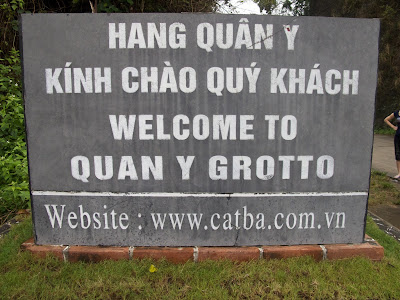 HANG QUÂN Y
KÍNH CHÀO QUÝ KHÁCH
WELCOME TO
QUAN Y GROTTO
Website : www.catba.com.vn